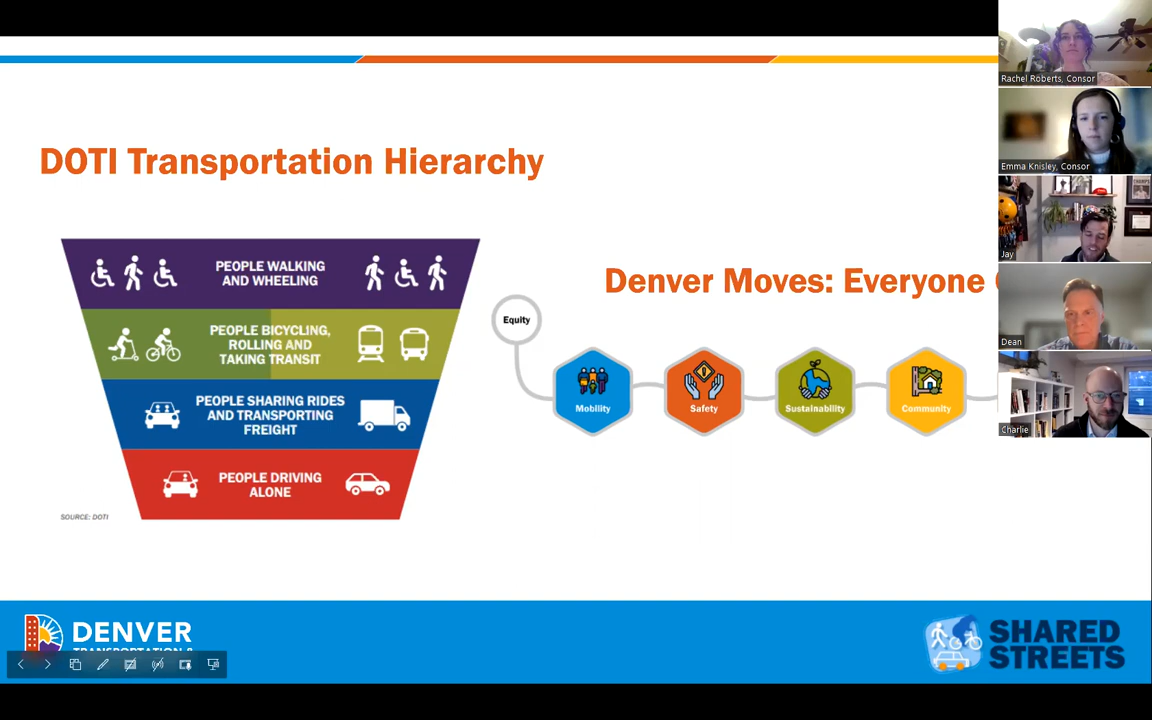 DOTI Transportation Hierarchy
PEOPLE WALKING
AND WHEELING
PEOPLE BICYCLING,
ROLLING AND
TAKING TRANSIT
PEOPLE SHARING RIDES
AND TRANSPORTING
FREIGHT
PEOPLE DRIVING
ALONE
SOURCE: DOTI
Denver Moves: Everyone
Equity
Mobility
Safety
Sustainability
Community
DENVER
SHARED
STREETS
Rachel Roberts, Consor
Emma Knisley, Consor
Jay
Dean
Charlie